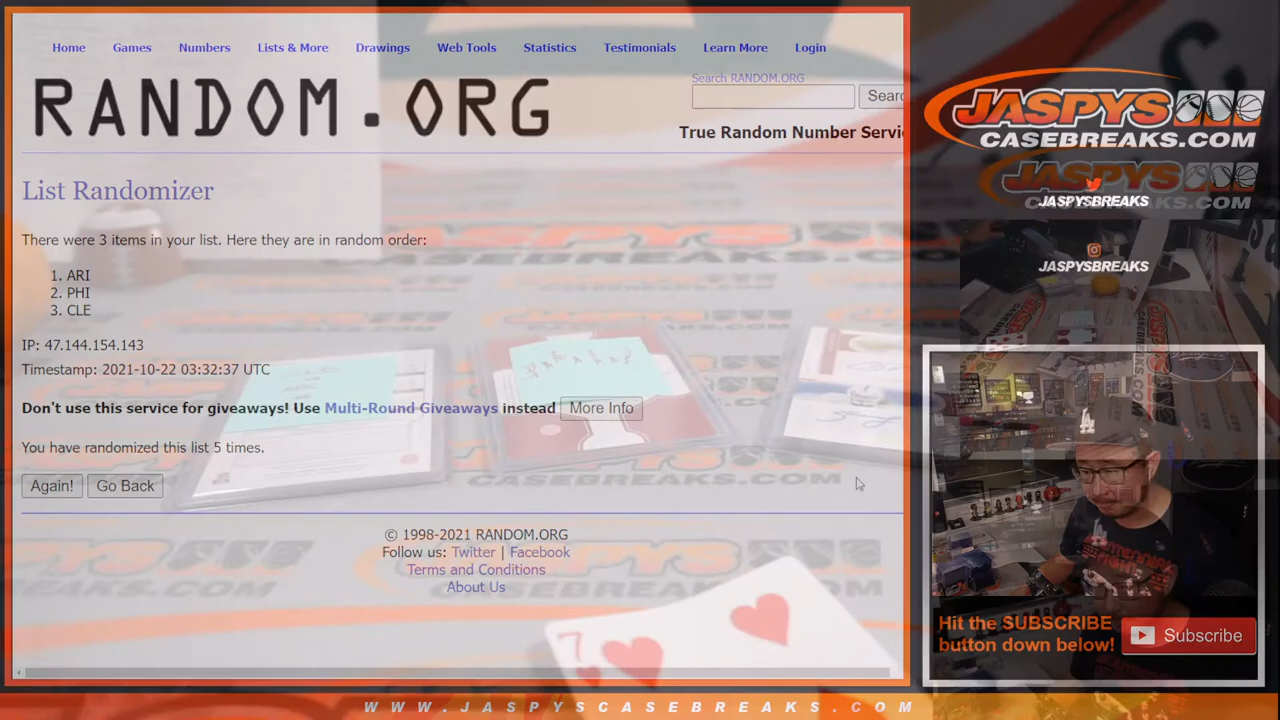 Home Games Numbers Lists & More Drawings Web Tools Statistics Testimonials Learn More Login
RANDOM.ORG
Search RANDOM.ORG
True Random Number Servi
List Randomizer
There were 3 items in your list. Here they are in random order:
1. ARI
2. PHI
3. CLE
IP: 47.144.154.143
Timestamp: 2021-10-22 03:32:37 UTC
Don't use this service for giveaways! Use Multi-Round Giveaways instead More Info
You have randomized this list 5 times.
Again! Go Back
© 1998-2021 RANDOM.ORG
Follow us: Twitter | Facebook
Terms and Conditions
About Us
JASPYS
CASEBREAKS.COM
JASPYS
CASEBREAKS.COM
JASPYSBREAKS
JASPYSBREAKS
Hit the SUBSCRIBE
button down below!
Subscribe
7
WWW.JASPYSCASEBREAKS.COM